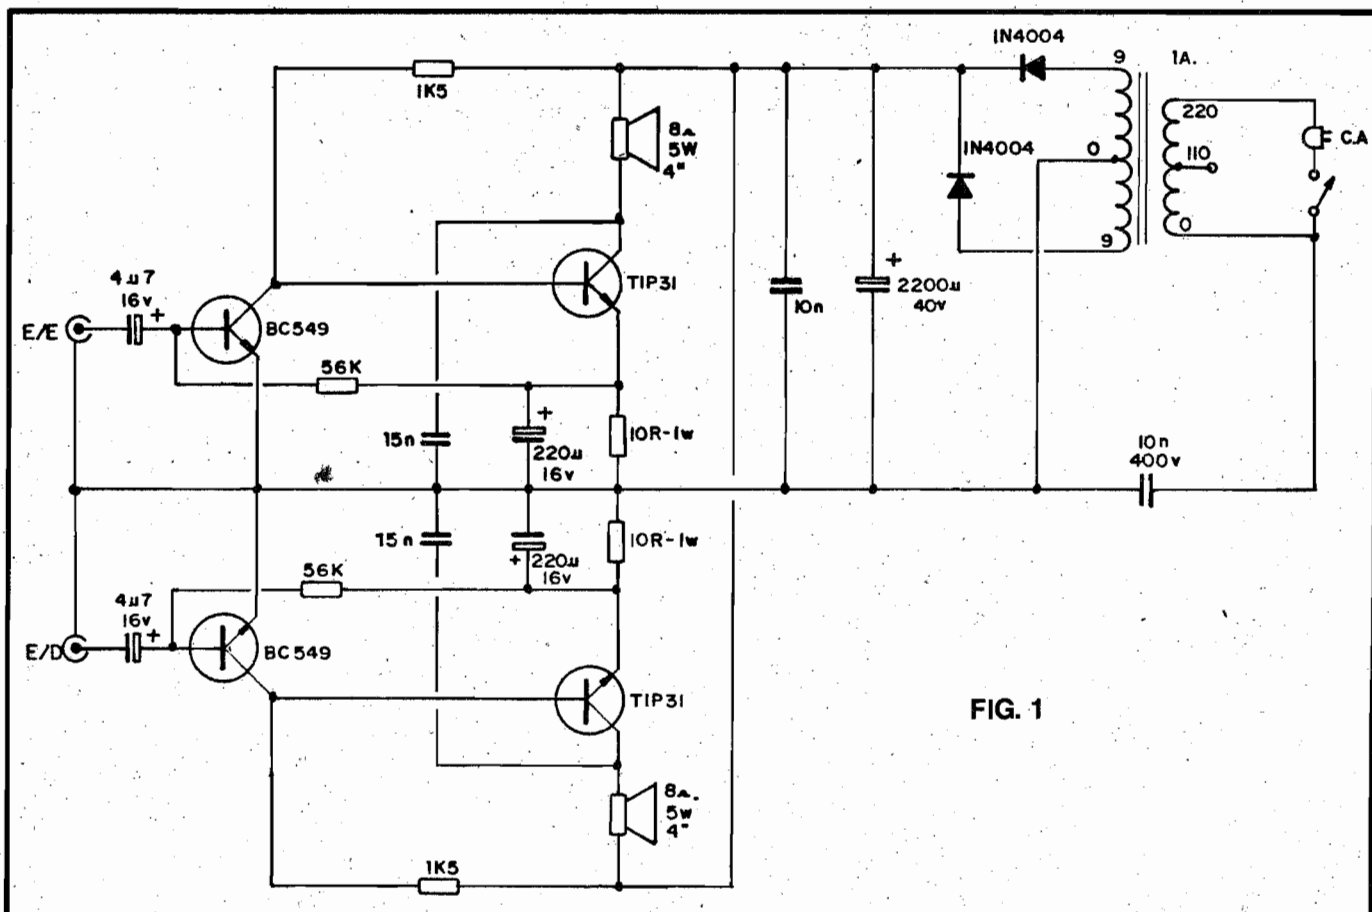 1N4004
9
1A.
1K5
220
8Ω
5W
4"
C.A
1N4004
0
110
9
0
4μ7
16v
+
TIP31
+
2200μ
40v
10n
E/E
BC549
56K
+
15n
220μ
16v
10R-1w
10n
400v
15n
+
220μ
16v
10R-1w
56K
4μ7
16v
+
E/D
BC549
TIP31
FIG. 1
8Ω.
5w
4"
1K5